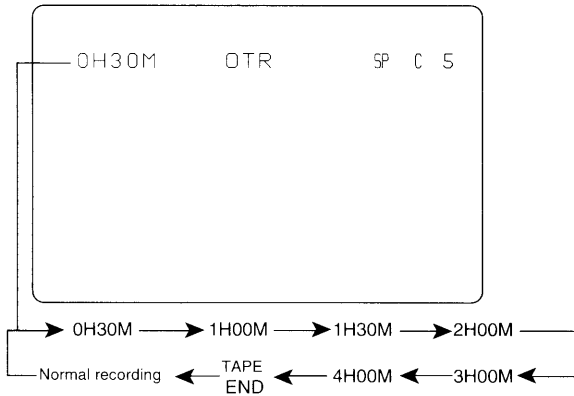 0H30M OTR SP C 5
0H30M 1H00M 1H30M 2H00M
Normal recording TAPE END 4H00M 3H00M